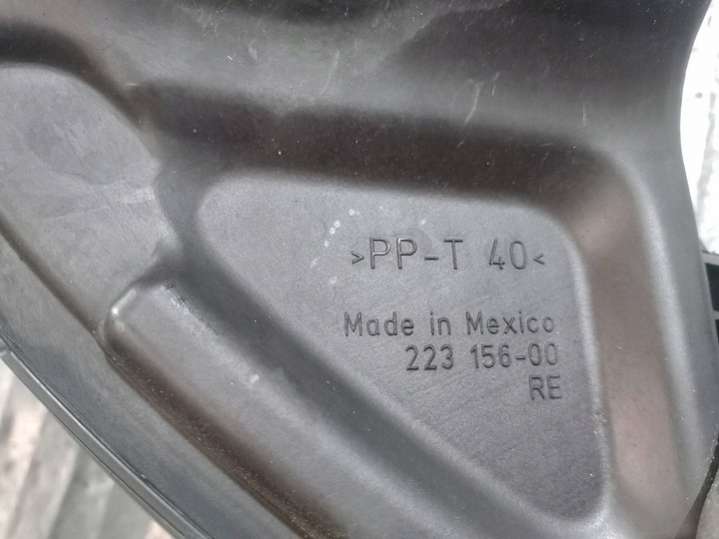 >PP-T 40<
Made in Mexico
223 156-00
RE